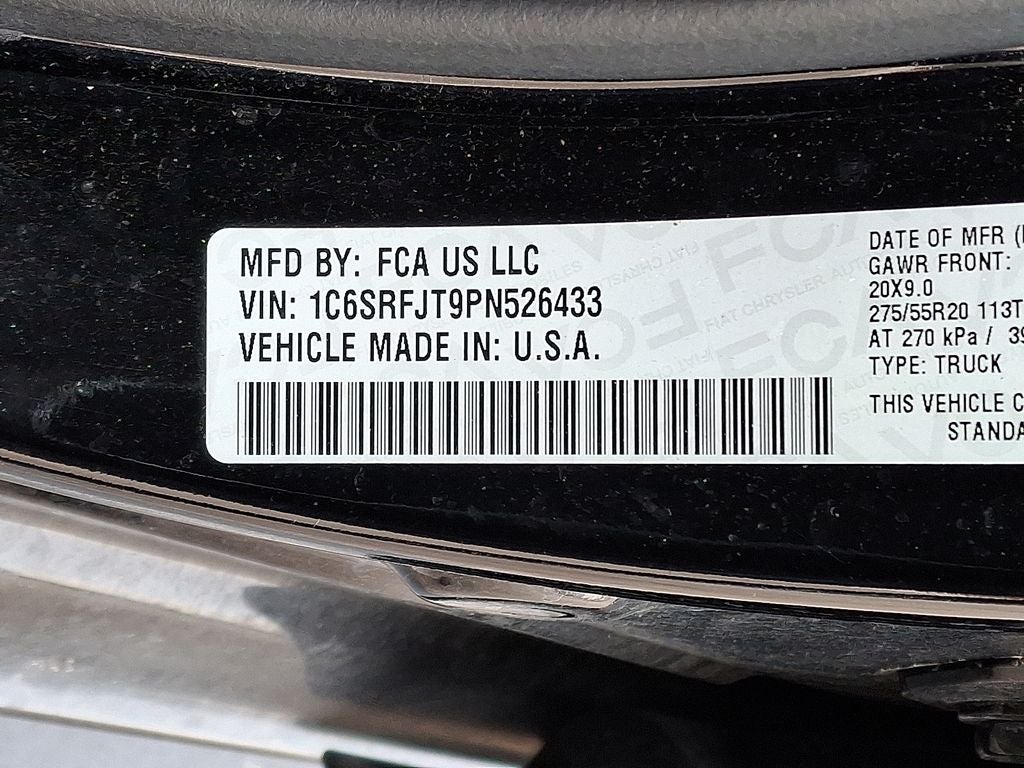 MFD BY: FCA US LLC
VIN: 1C6SRFJT9PN526433
VEHICLE MADE IN: U.S.A.
DATE OF MFR
GAWR FRONT:
20X9.0
275/55R20 113T
AT 270 kPa / 39
TYPE: TRUCK
THIS VEHICLE